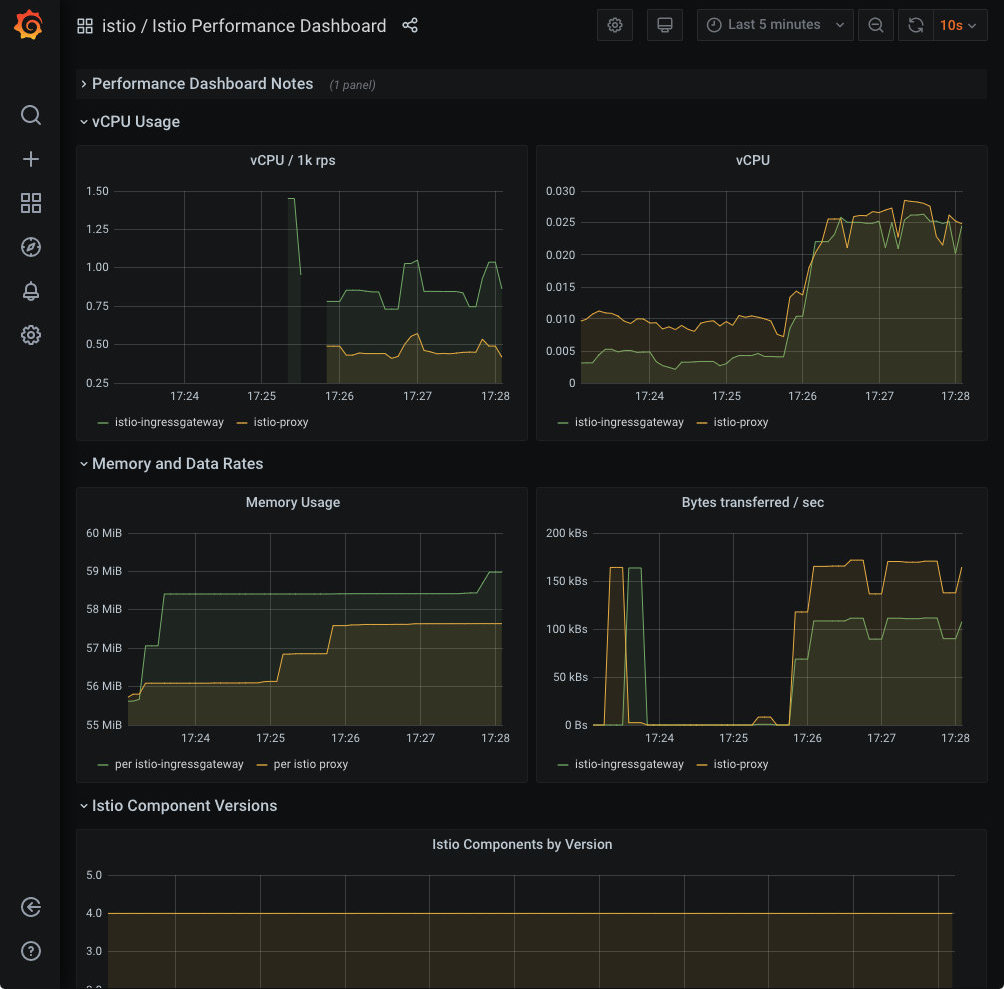 istio / Istio Performance Dashboard
Last 5 minutes
10s
Performance Dashboard Notes (1 panel)
vCPU Usage
vCPU / 1k rps
1.50
1.25
1.00
0.75
0.50
0.25
17:24 17:25 17:26 17:27 17:28
istio-ingressgateway istio-proxy
vCPU
0.030
0.025
0.020
0.015
0.010
0.005
0
17:24 17:25 17:26 17:27 17:28
istio-ingressgateway istio-proxy
Memory and Data Rates
Memory Usage
60 MiB
59 MiB
58 MiB
57 MiB
56 MiB
55 MiB
17:24 17:25 17:26 17:27 17:28
per istio-ingressgateway per istio proxy
Bytes transferred / sec
200 kBs
150 kBs
100 kBs
50 kBs
0 Bs
17:24 17:25 17:26 17:27 17:28
istio-ingressgateway istio-proxy
Istio Component Versions
Istio Components by Version
5.0
4.0
3.0